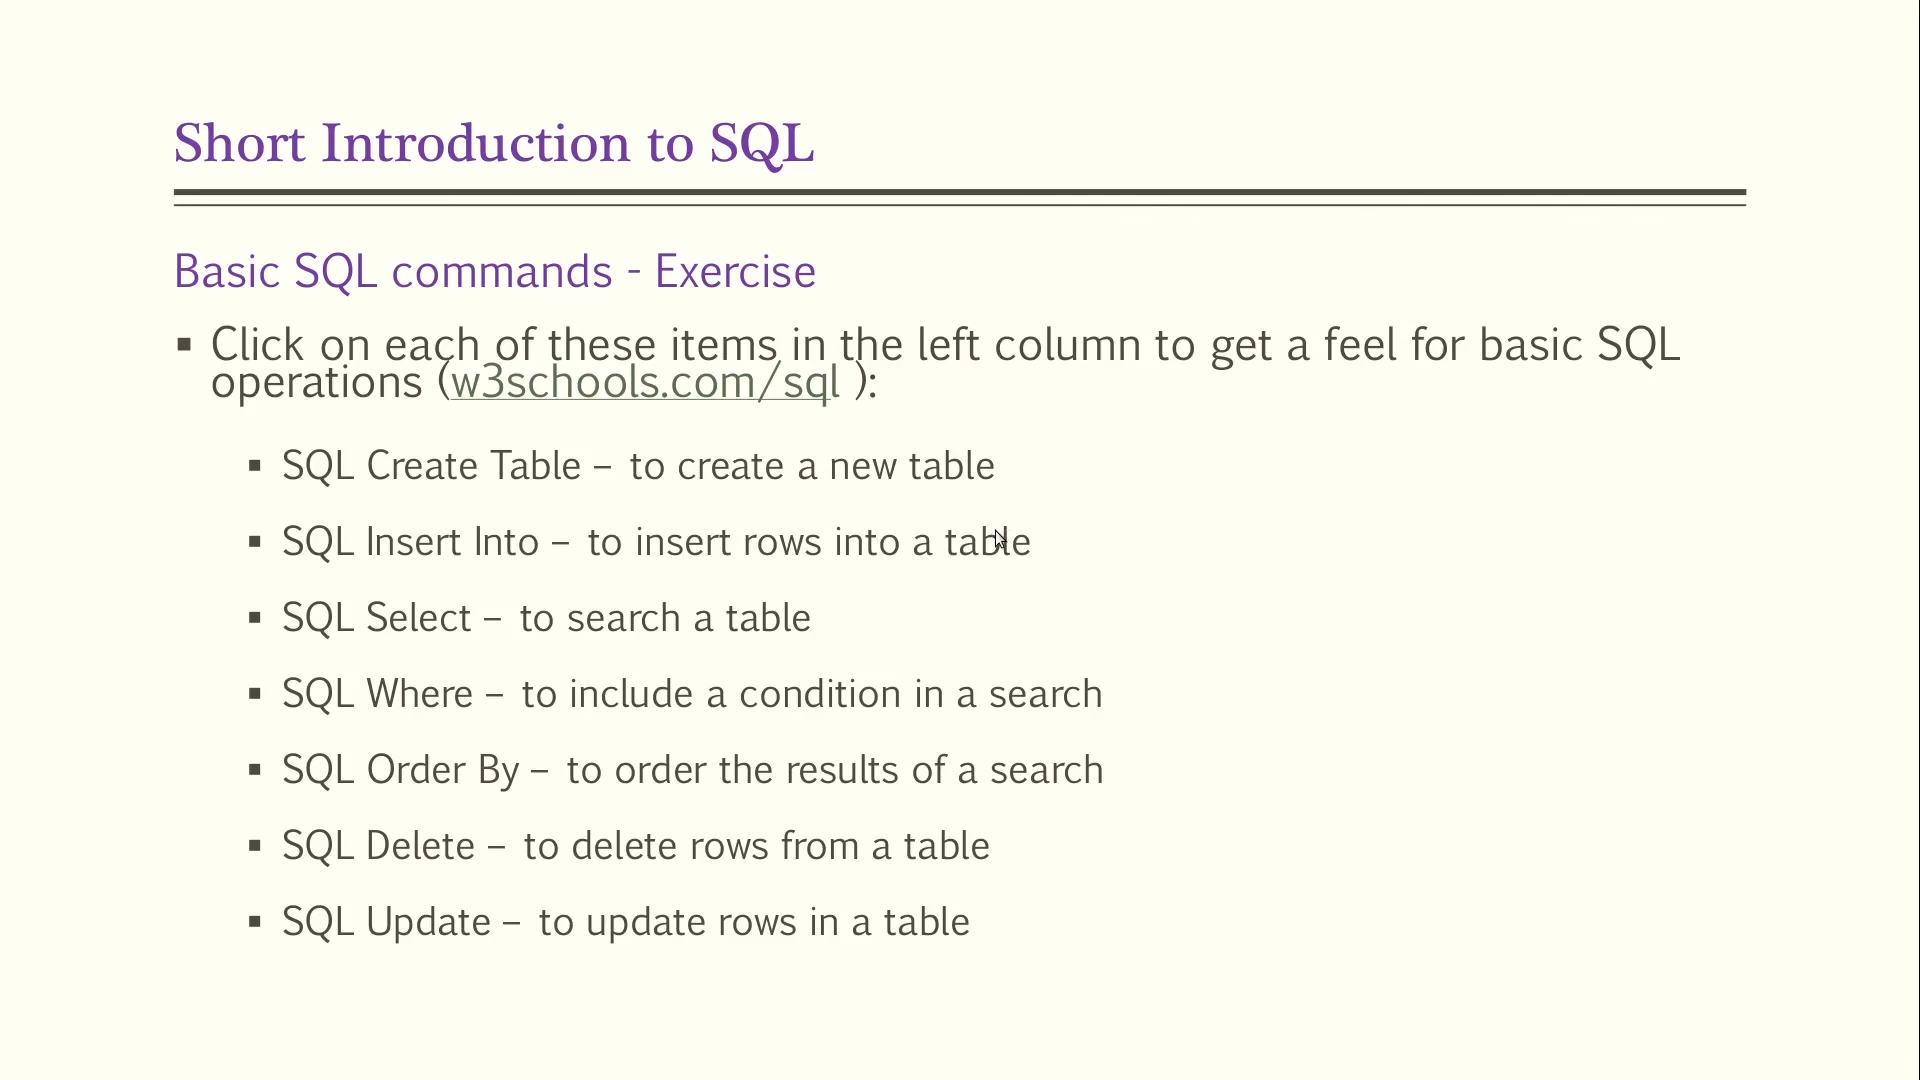 Short Introduction to SQL
Basic SQL commands - Exercise
▪ Click on each of these items in the left column to get a feel for basic SQL
operations (w3schools.com/sql ):
▪ SQL Create Table – to create a new table
▪ SQL Insert Into – to insert rows into a table
▪ SQL Select – to search a table
▪ SQL Where – to include a condition in a search
▪ SQL Order By – to order the results of a search
▪ SQL Delete – to delete rows from a table
▪ SQL Update – to update rows in a table